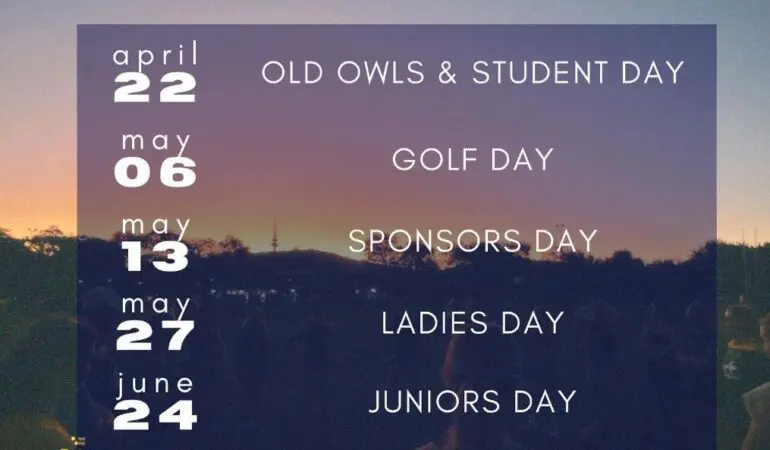 april
22
OLD OWLS & STUDENT DAY
may
06
GOLF DAY
may
13
SPONSORS DAY
may
27
LADIES DAY
june
24
JUNIORS DAY